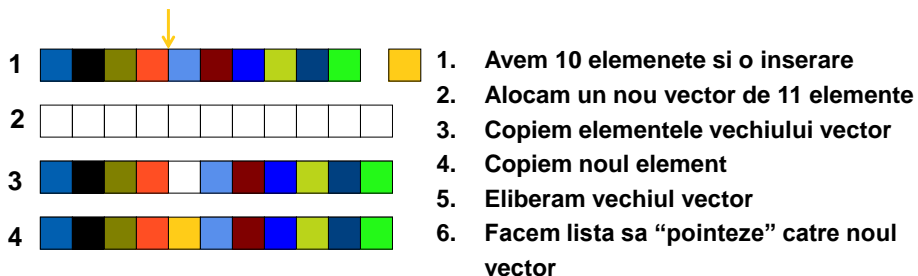 1
2
3
4
1. Avem 10 elemenete si o inserare
2. Alocam un nou vector de 11 elemente
3. Copiem elementele vechiului vector
4. Copiem noul element
5. Eliberam vechiul vector
6. Facem lista sa “pointeze” catre noul
vector